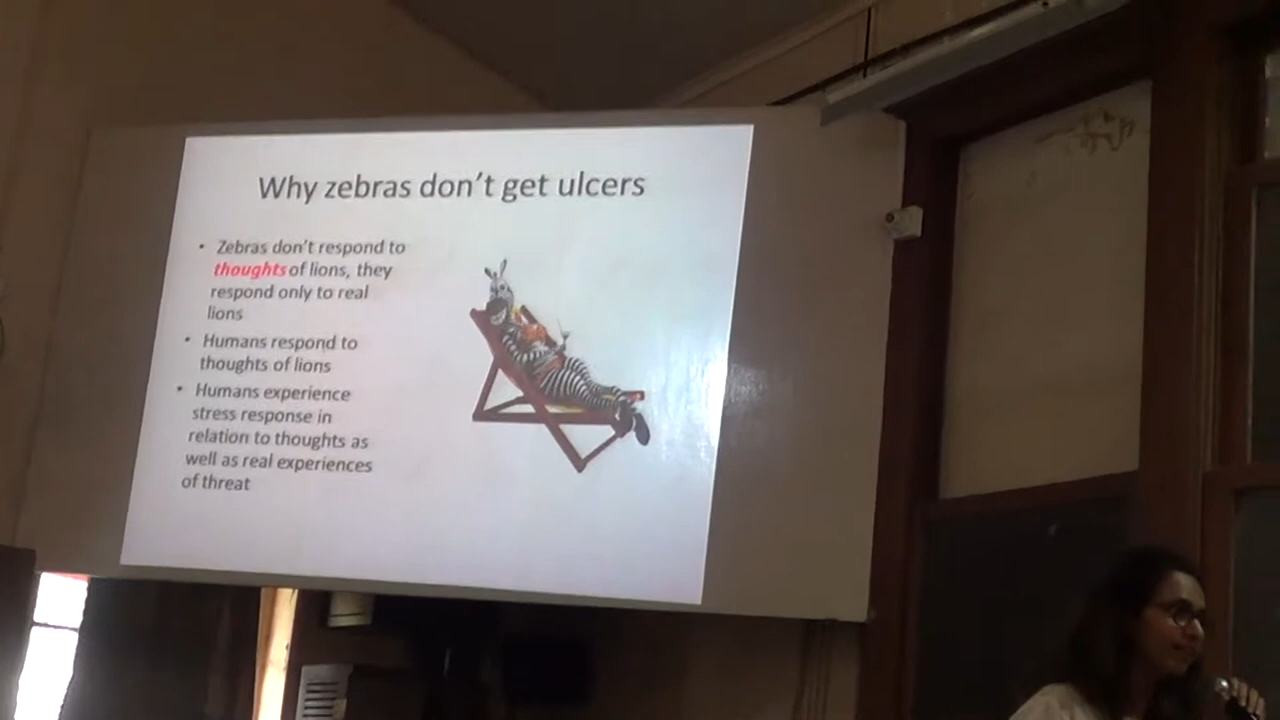 Why zebras don't get ulcers
• Zebras don't respond to
thoughts of lions, they
respond only to real
lions
• Humans respond to
thoughts of lions
• Humans experience
stress response in
relation to thoughts as
well as real experiences
of threat